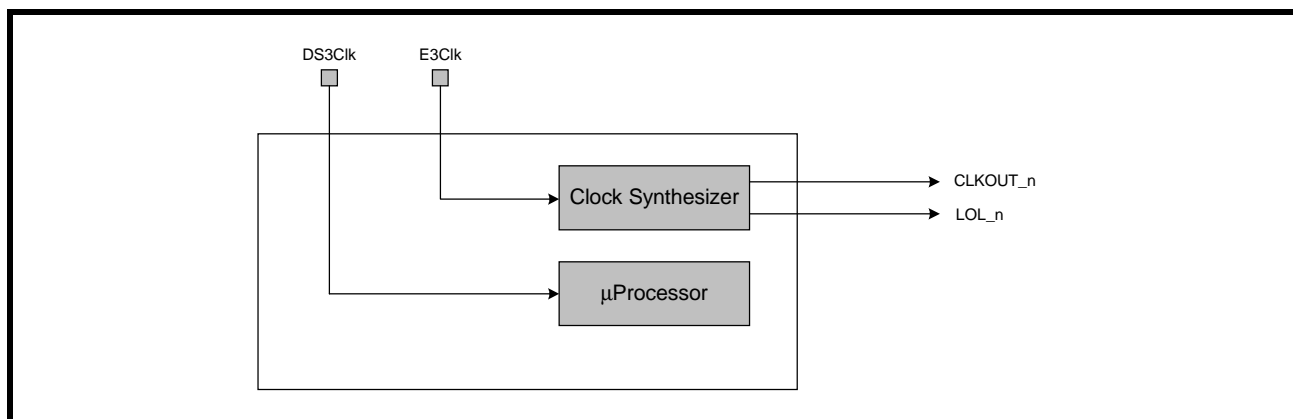 DS3Clk
E3Clk
Clock Synthesizer
CLKOUT_n
LOL_n
μProcessor